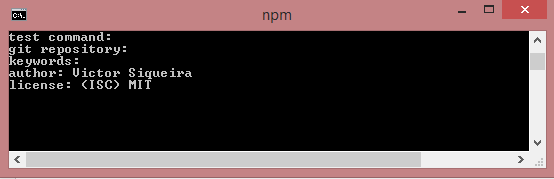 npm
test command:
git repository:
keywords:
author: Victor Siqueira
license: (ISC) MIT